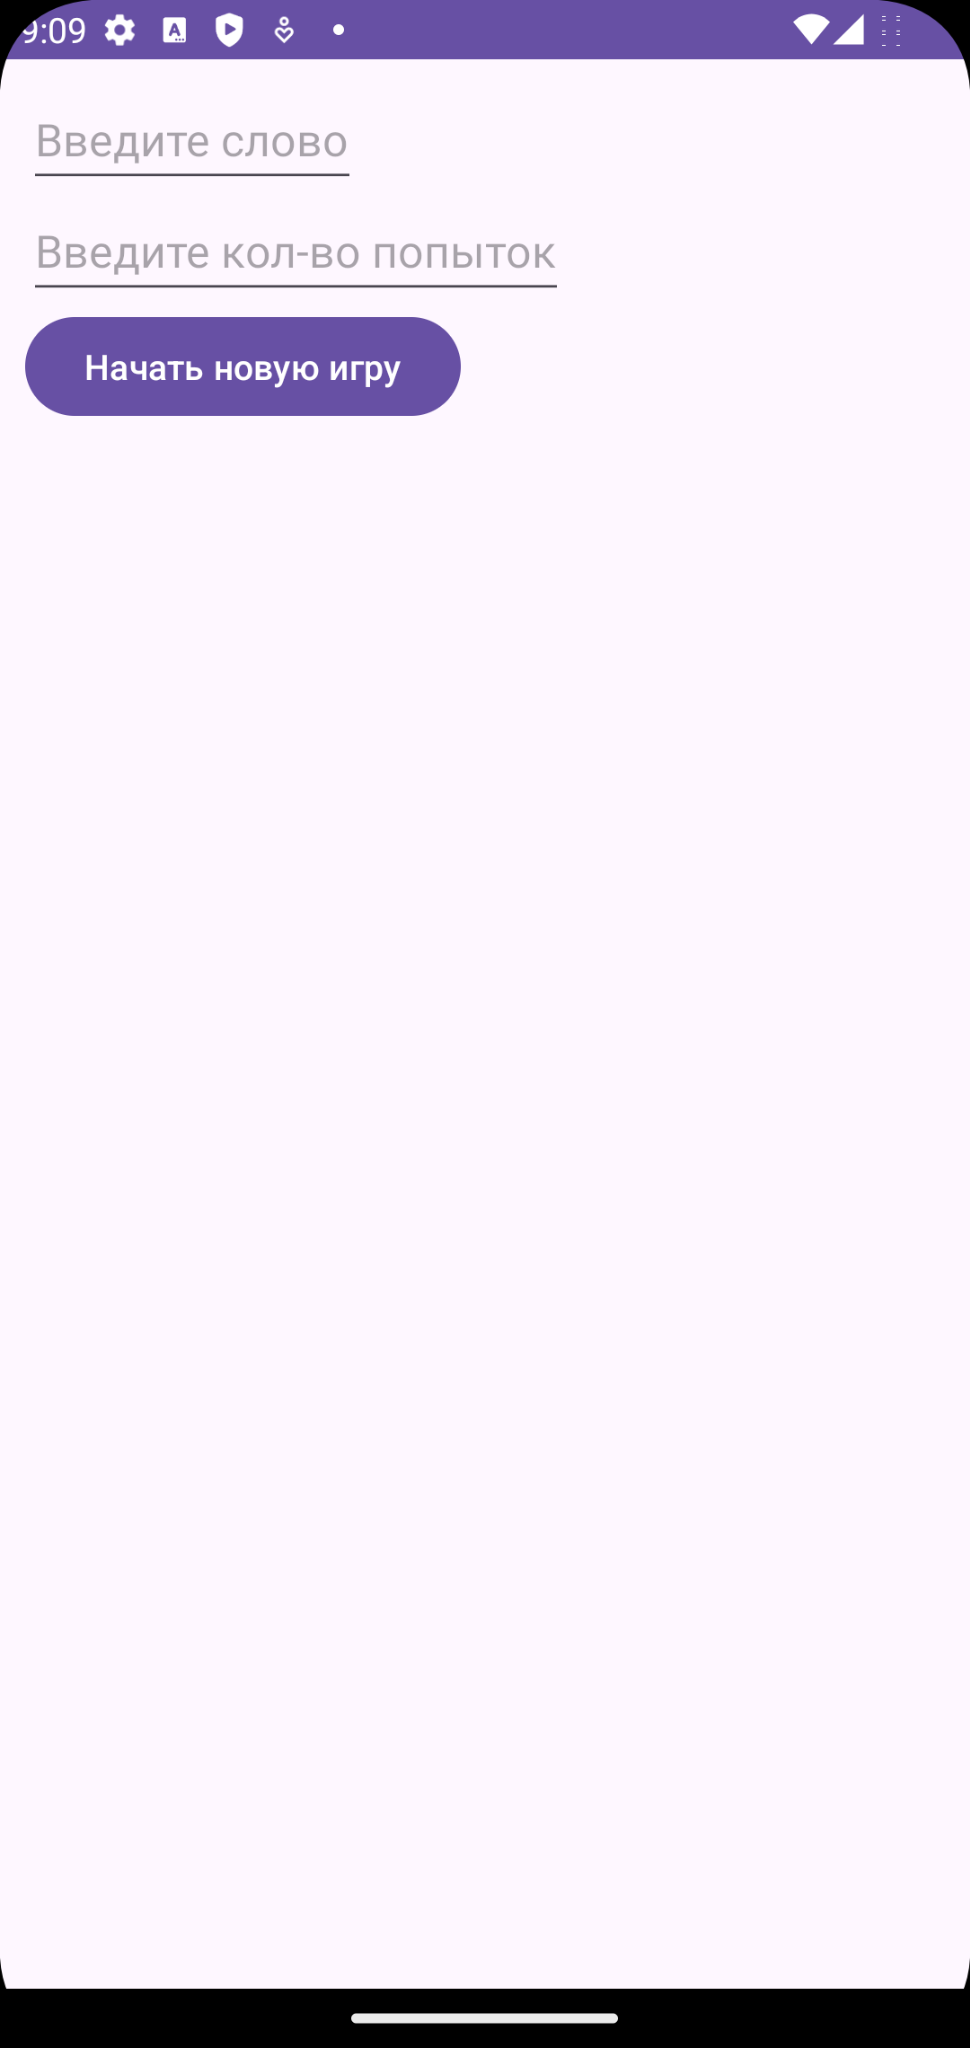 9:09
Введите слово
Введите кол-во попыток
Начать новую игру